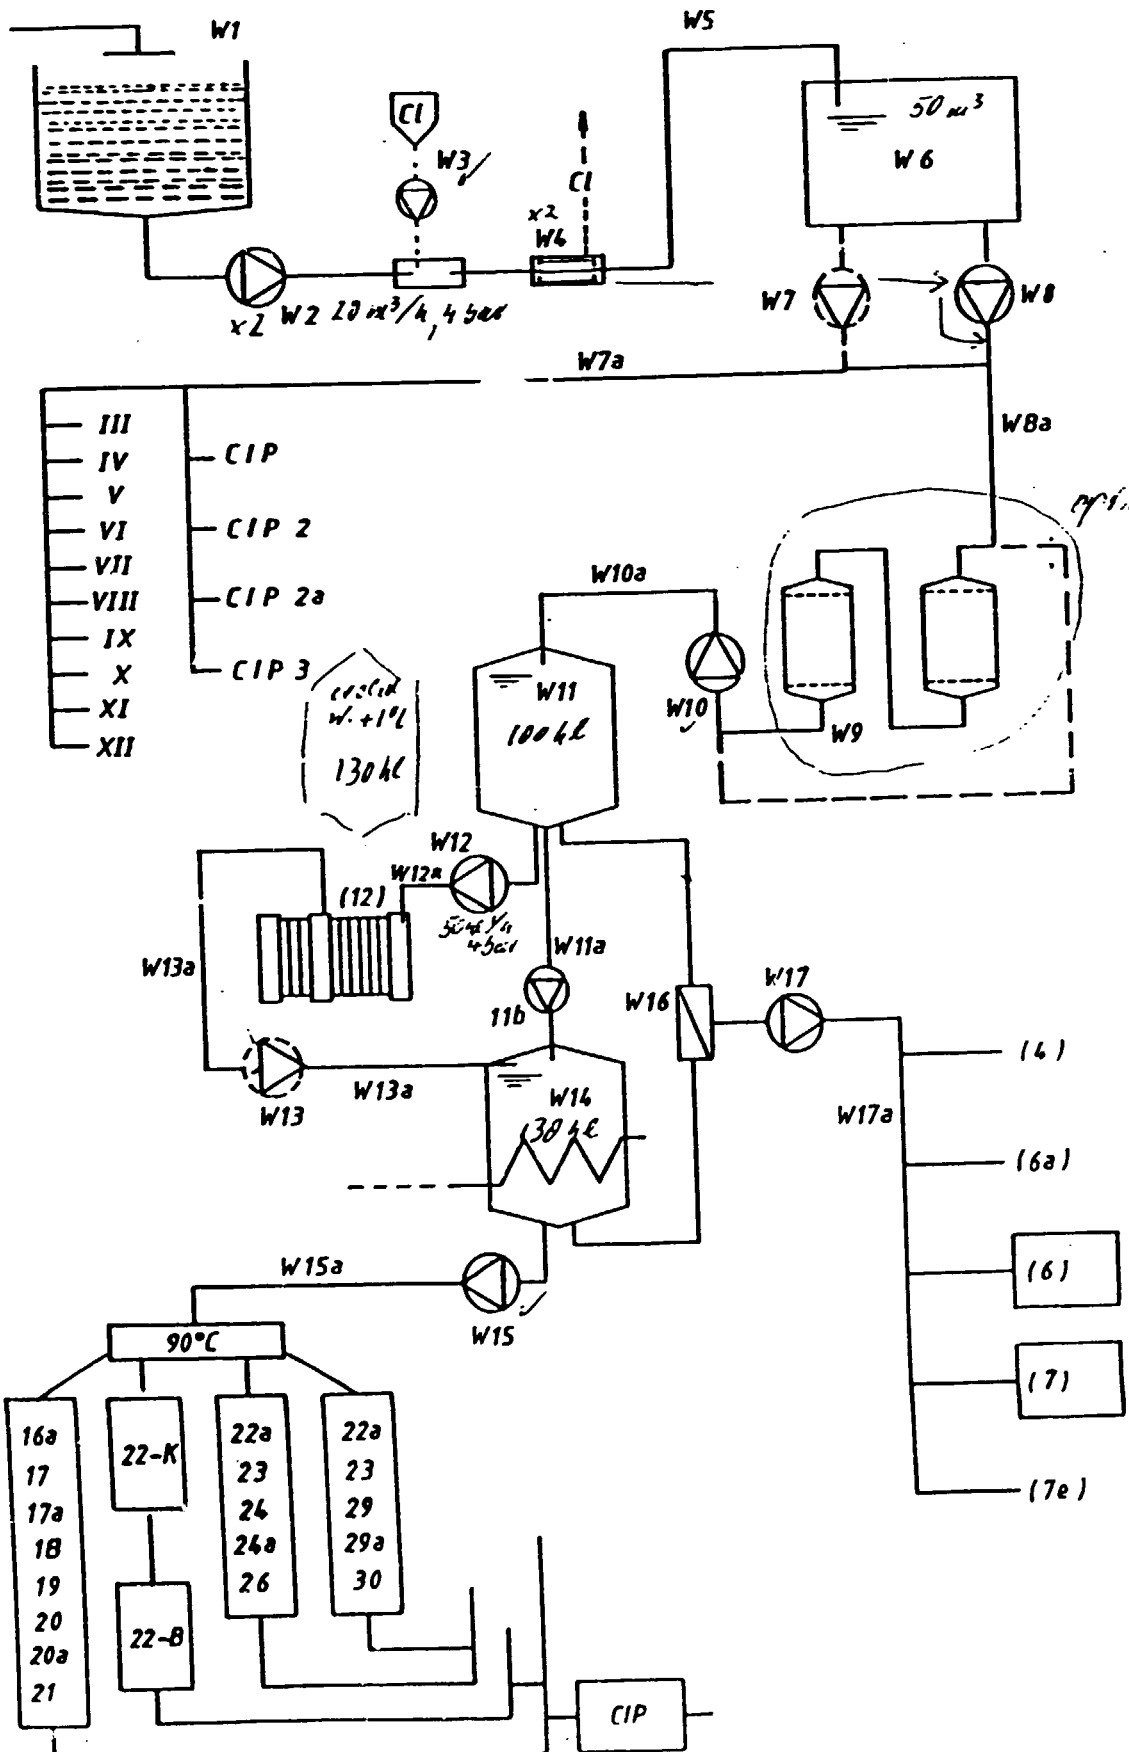 W1
W5
Cl
W3
Cl
x2
W4
50 m³
W6
x2
W2
W7
W8
W7a
W8a
III
IV
V
VI
VII
VIII
IX
X
XI
XII
CIP
CIP 2
CIP 2a
CIP 3
W10a
W11
100 hl
W10
W9
130 hl
W12
W12a
(12)
W11a
W13a
11b
W16
W17
W13
W13a
W14
W17a
(4)
(6a)
(6)
(7)
(7e)
W15a
W15
90°C
16a
17
17a
18
19
20
20a
21
22-K
22-B
22a
23
24
24a
26
22a
23
29
29a
30
CIP